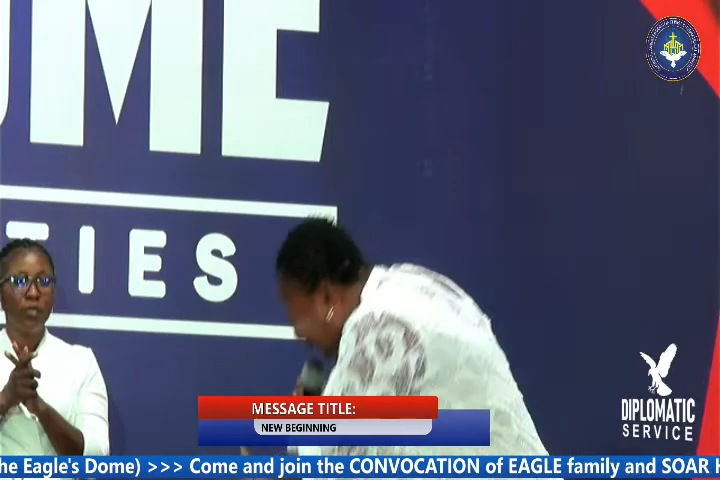 UME
TIES
MESSAGE TITLE:
NEW BEGINNING
DIPLOMATIC
SERVICE
he Eagle's Dome) >>> Come and join the CONVOCATION of EAGLE family and SOAR H